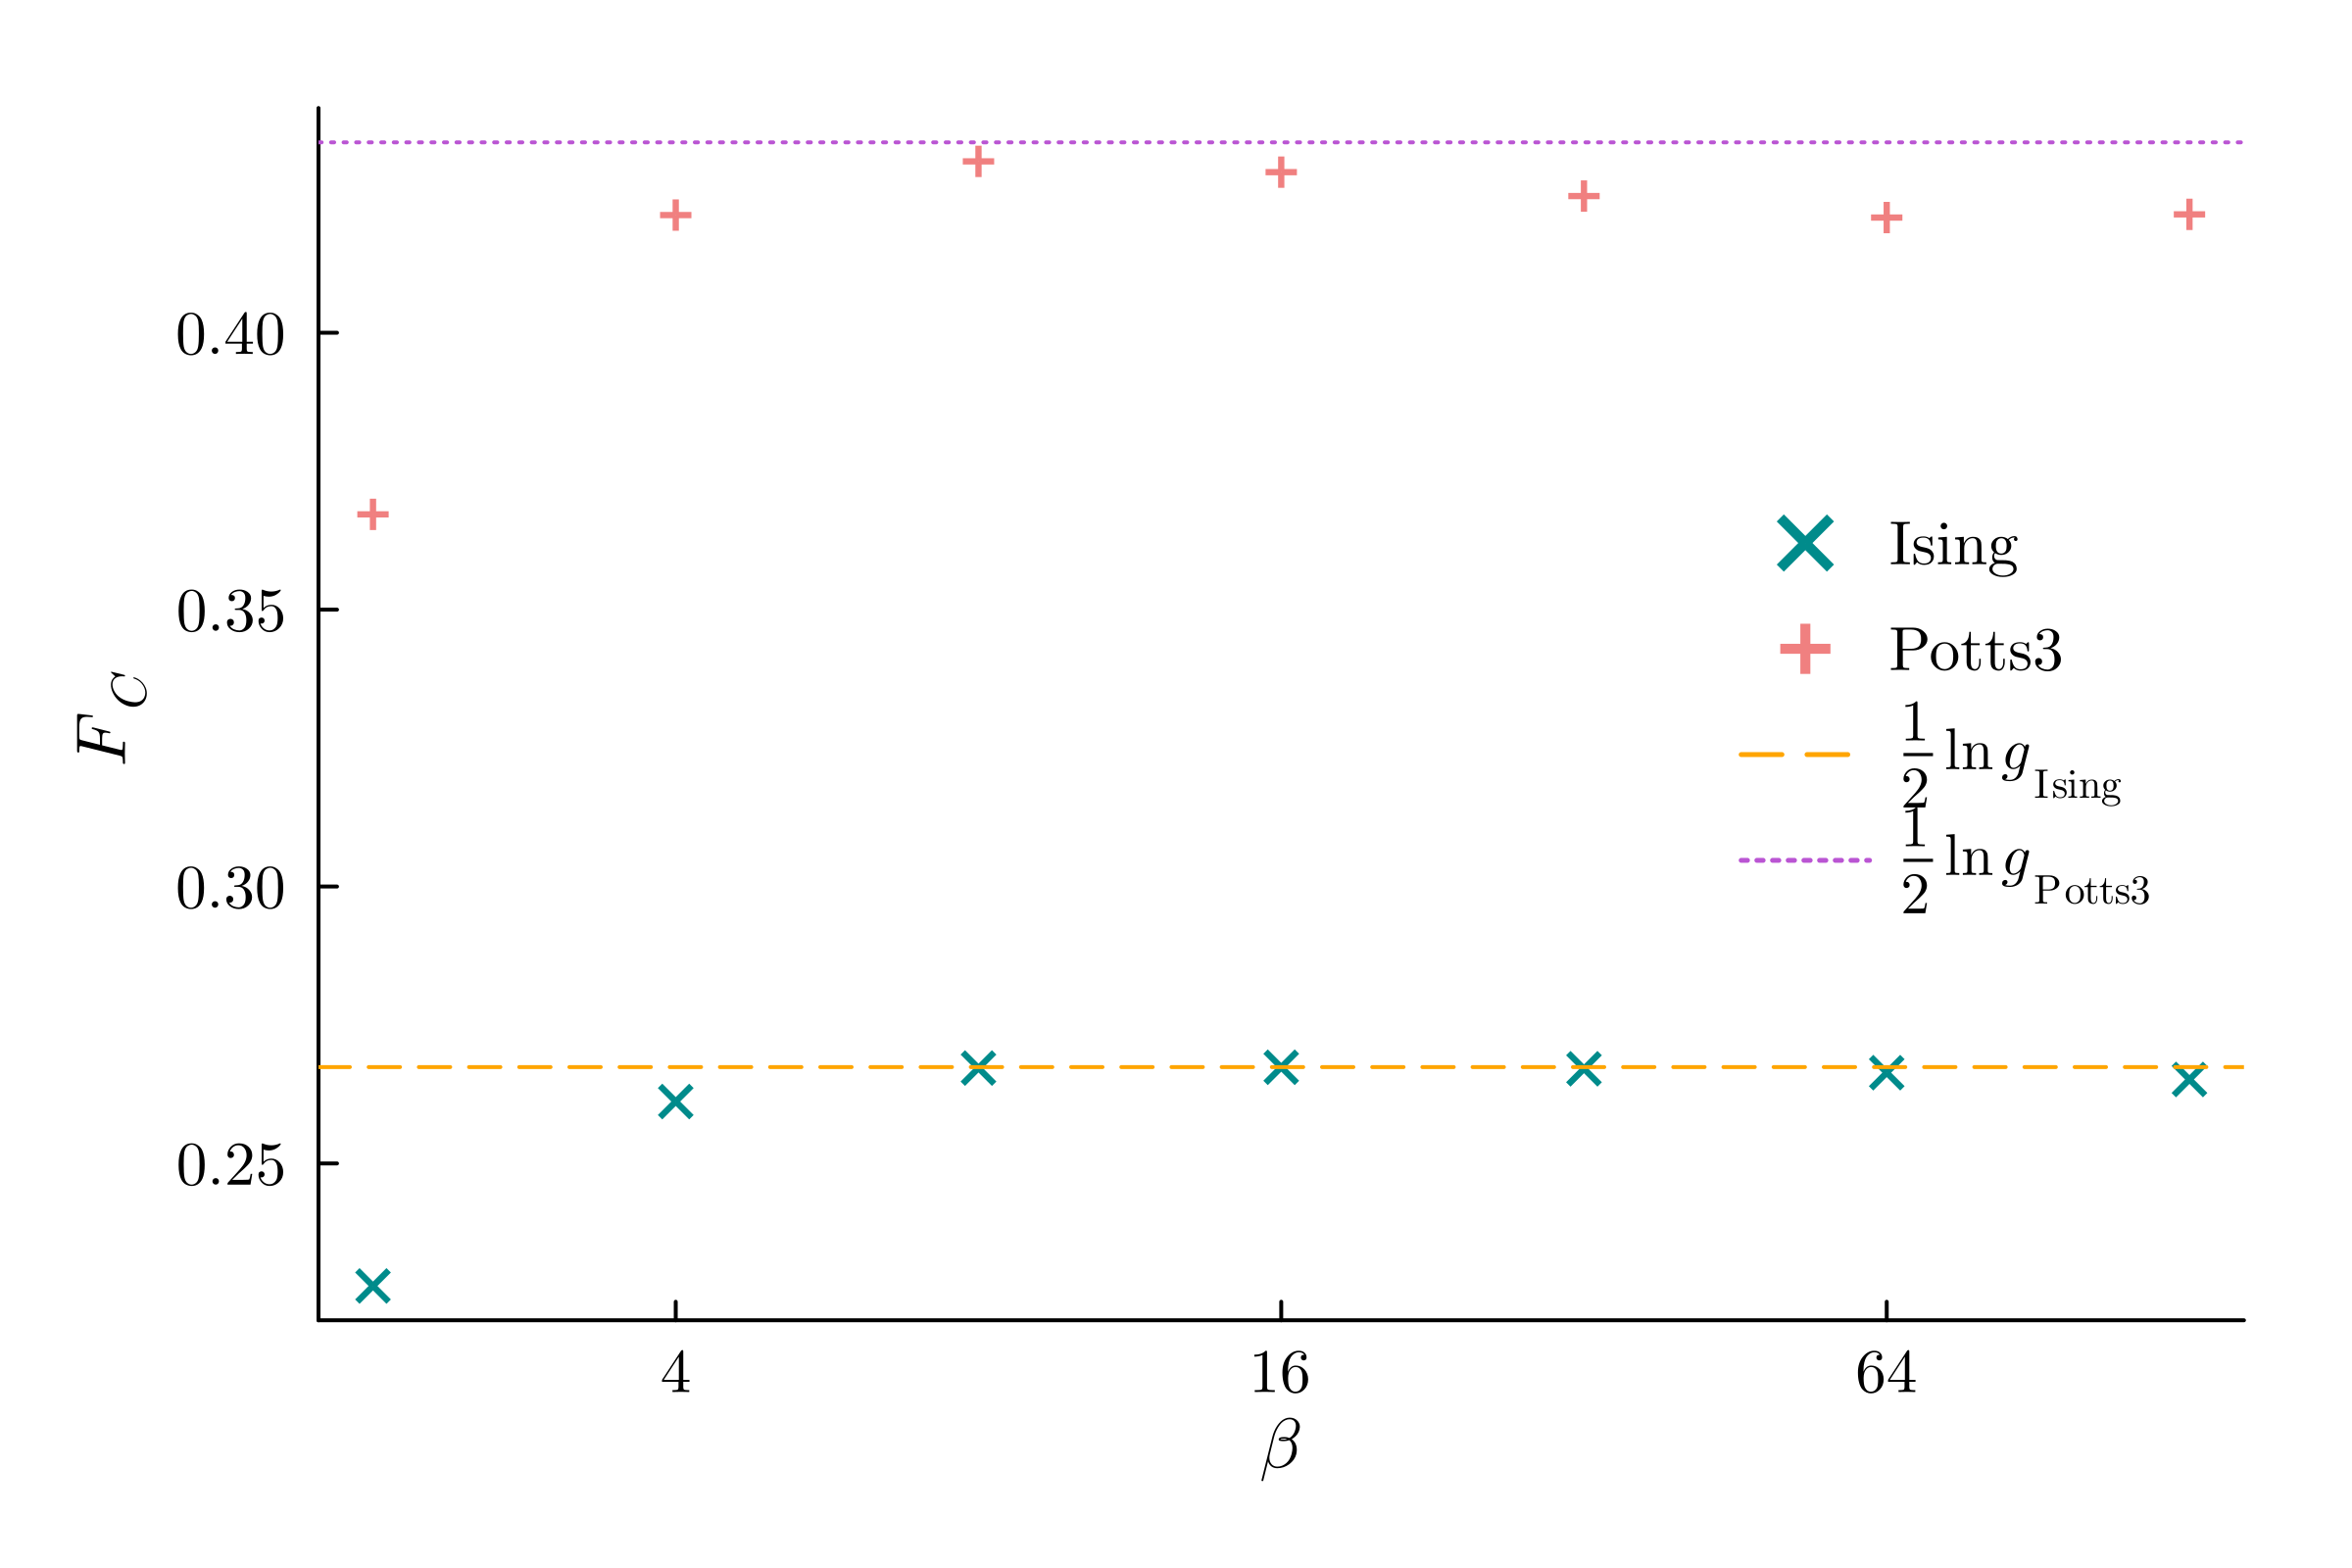 0.40
0.35
0.30
0.25
F_C
4 16 64
β
Ising
Potts3
1/2 ln g_Ising
1/2 ln g_Potts3